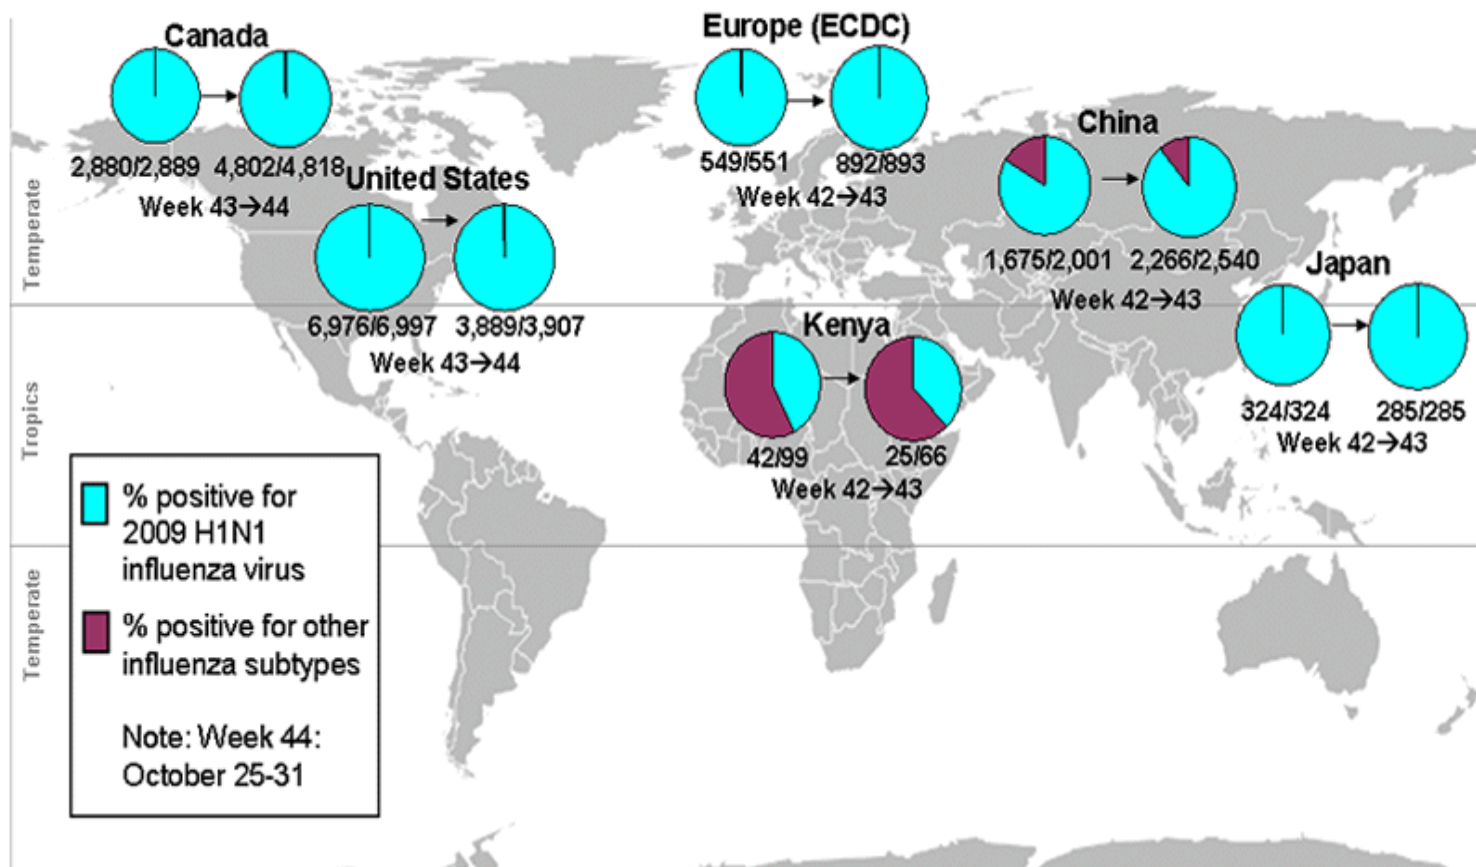 Canada
2,880/2,889 4,802/4,818
Week 43→44
United States
6,976/6,997 3,889/3,907
Week 43→44
Europe (ECDC)
549/551 892/893
Week 42→43
China
1,675/2,001 2,266/2,540
Week 42→43
Japan
324/324 285/285
Week 42→43
Kenya
42/99 25/66
Week 42→43
Temperate
Tropics
Temperate
% positive for
2009 H1N1
influenza virus
% positive for other
influenza subtypes
Note: Week 44:
October 25-31